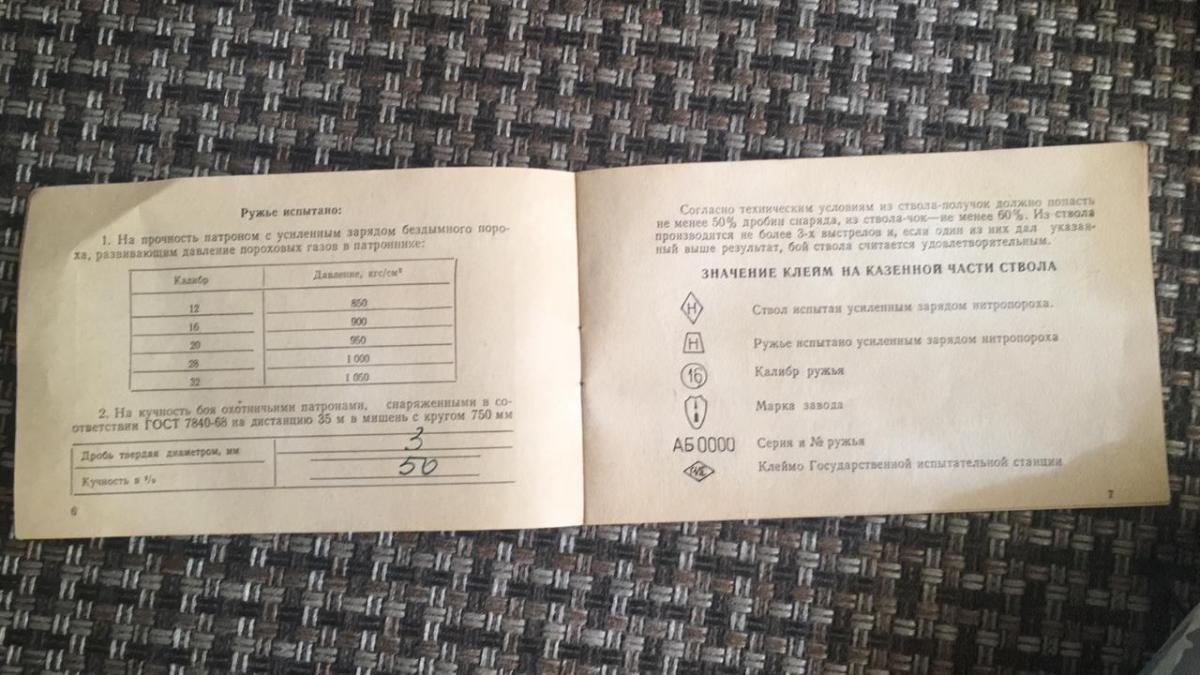 Ружье испытано:
1. На прочность патроном с усиленным зарядом бездымного поро-
ха, развивающим давление пороховых газов в патроннике:
Калибр Давление, кгс/см²
12 850
16 900
20 950
28 1 000
32 1 050
2. На кучность боя охотничьими патронами, снаряженными в со-
ответствии ГОСТ 7840-68 на дистанцию 35 м в мишень с кругом 750 мм
Дробь твердая диаметром, мм 3
Кучность в % 50
6
Согласно техническим условиям из ствола-получок должно попасть
не менее 50% дробин снаряда, из ствола-чок—не менее 60%. Из ствола
производятся не более 3-х выстрелов и, если один из них дал указан-
ный выше результат, бой ствола считается удовлетворительным.
ЗНАЧЕНИЕ КЛЕЙМ НА КАЗЕННОЙ ЧАСТИ СТВОЛА
Н Ствол испытан усиленным зарядом нитропороха.
Н Ружье испытано усиленным зарядом нитропороха
16 Калибр ружья
Марка завода
АБ0000 Серия и № ружья
Клеймо Государственной испытательной станции
7